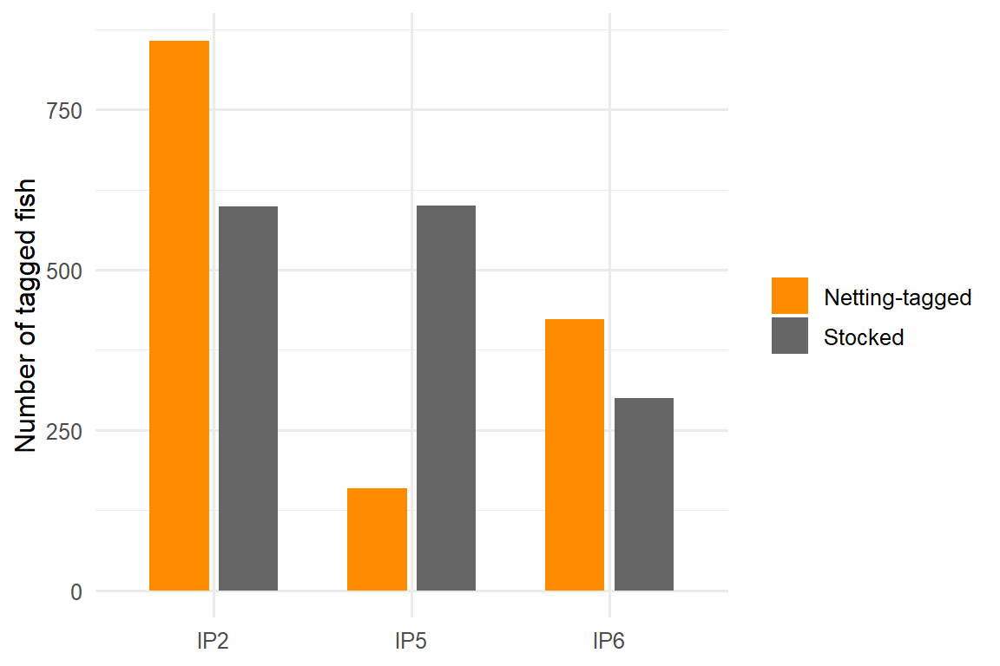 Number of tagged fish
750
500
250
0
IP2
IP5
IP6
Netting-tagged
Stocked